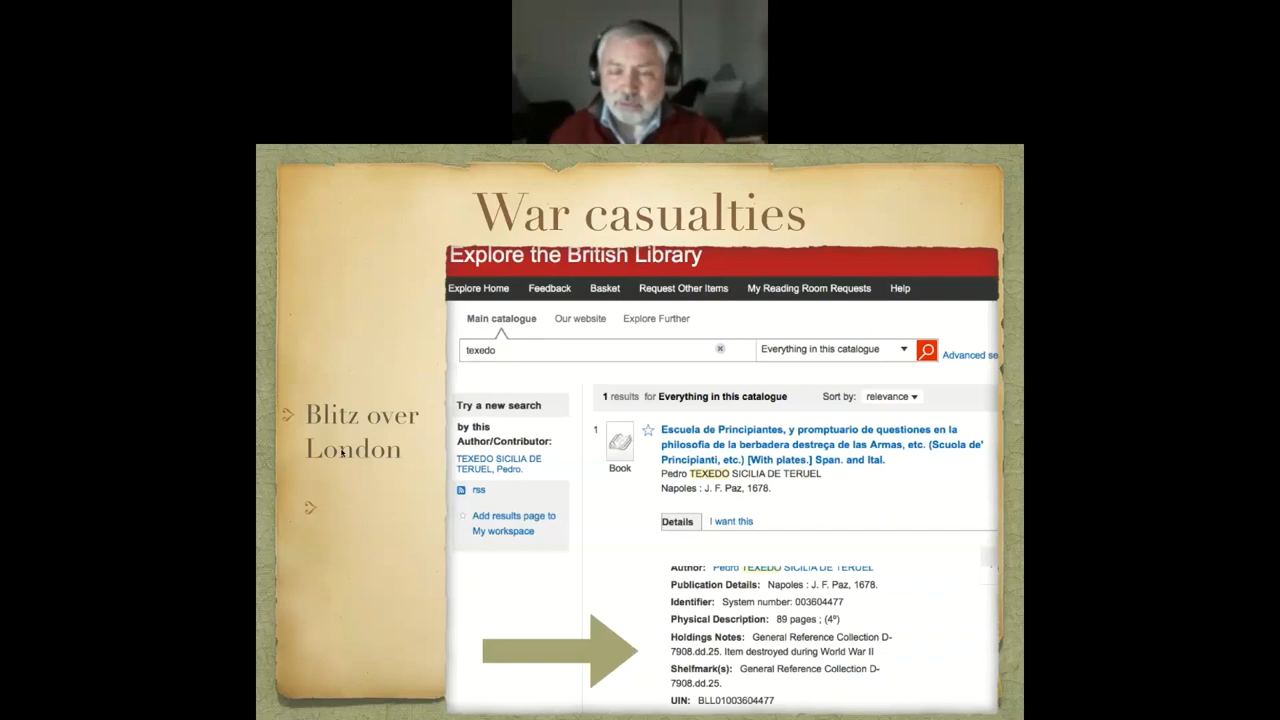 War casualties
Blitz over
London
Explore the British Library
Explore Home Feedback Basket Request Other Items My Reading Room Requests Help
Main catalogue Our website Explore Further
texedo Everything in this catalogue Advanced se
1 results for Everything in this catalogue Sort by: relevance
Try a new search
by this
Author/Contributor:
TEXEDO SICILIA DE
TERUEL, Pedro.
rss
Add results page to
My workspace
1
Book
Escuela de Principiantes, y promptuario de questiones en la
philosofia de la berbadera destreça de las Armas, etc. (Scuola de'
Principianti, etc.) [With plates.] Span. and Ital.
Pedro TEXEDO SICILIA DE TERUEL
Napoles : J. F. Paz, 1678.
Details I want this
Author: Pedro TEXEDO SICILIA DE TERUEL
Publication Details: Napoles : J. F. Paz, 1678.
Identifier: System number: 003604477
Physical Description: 89 pages ; (4º)
Holdings Notes: General Reference Collection D-
7908.dd.25. Item destroyed during World War II
Shelfmark(s): General Reference Collection D-
7908.dd.25.
UIN: BLL01003604477